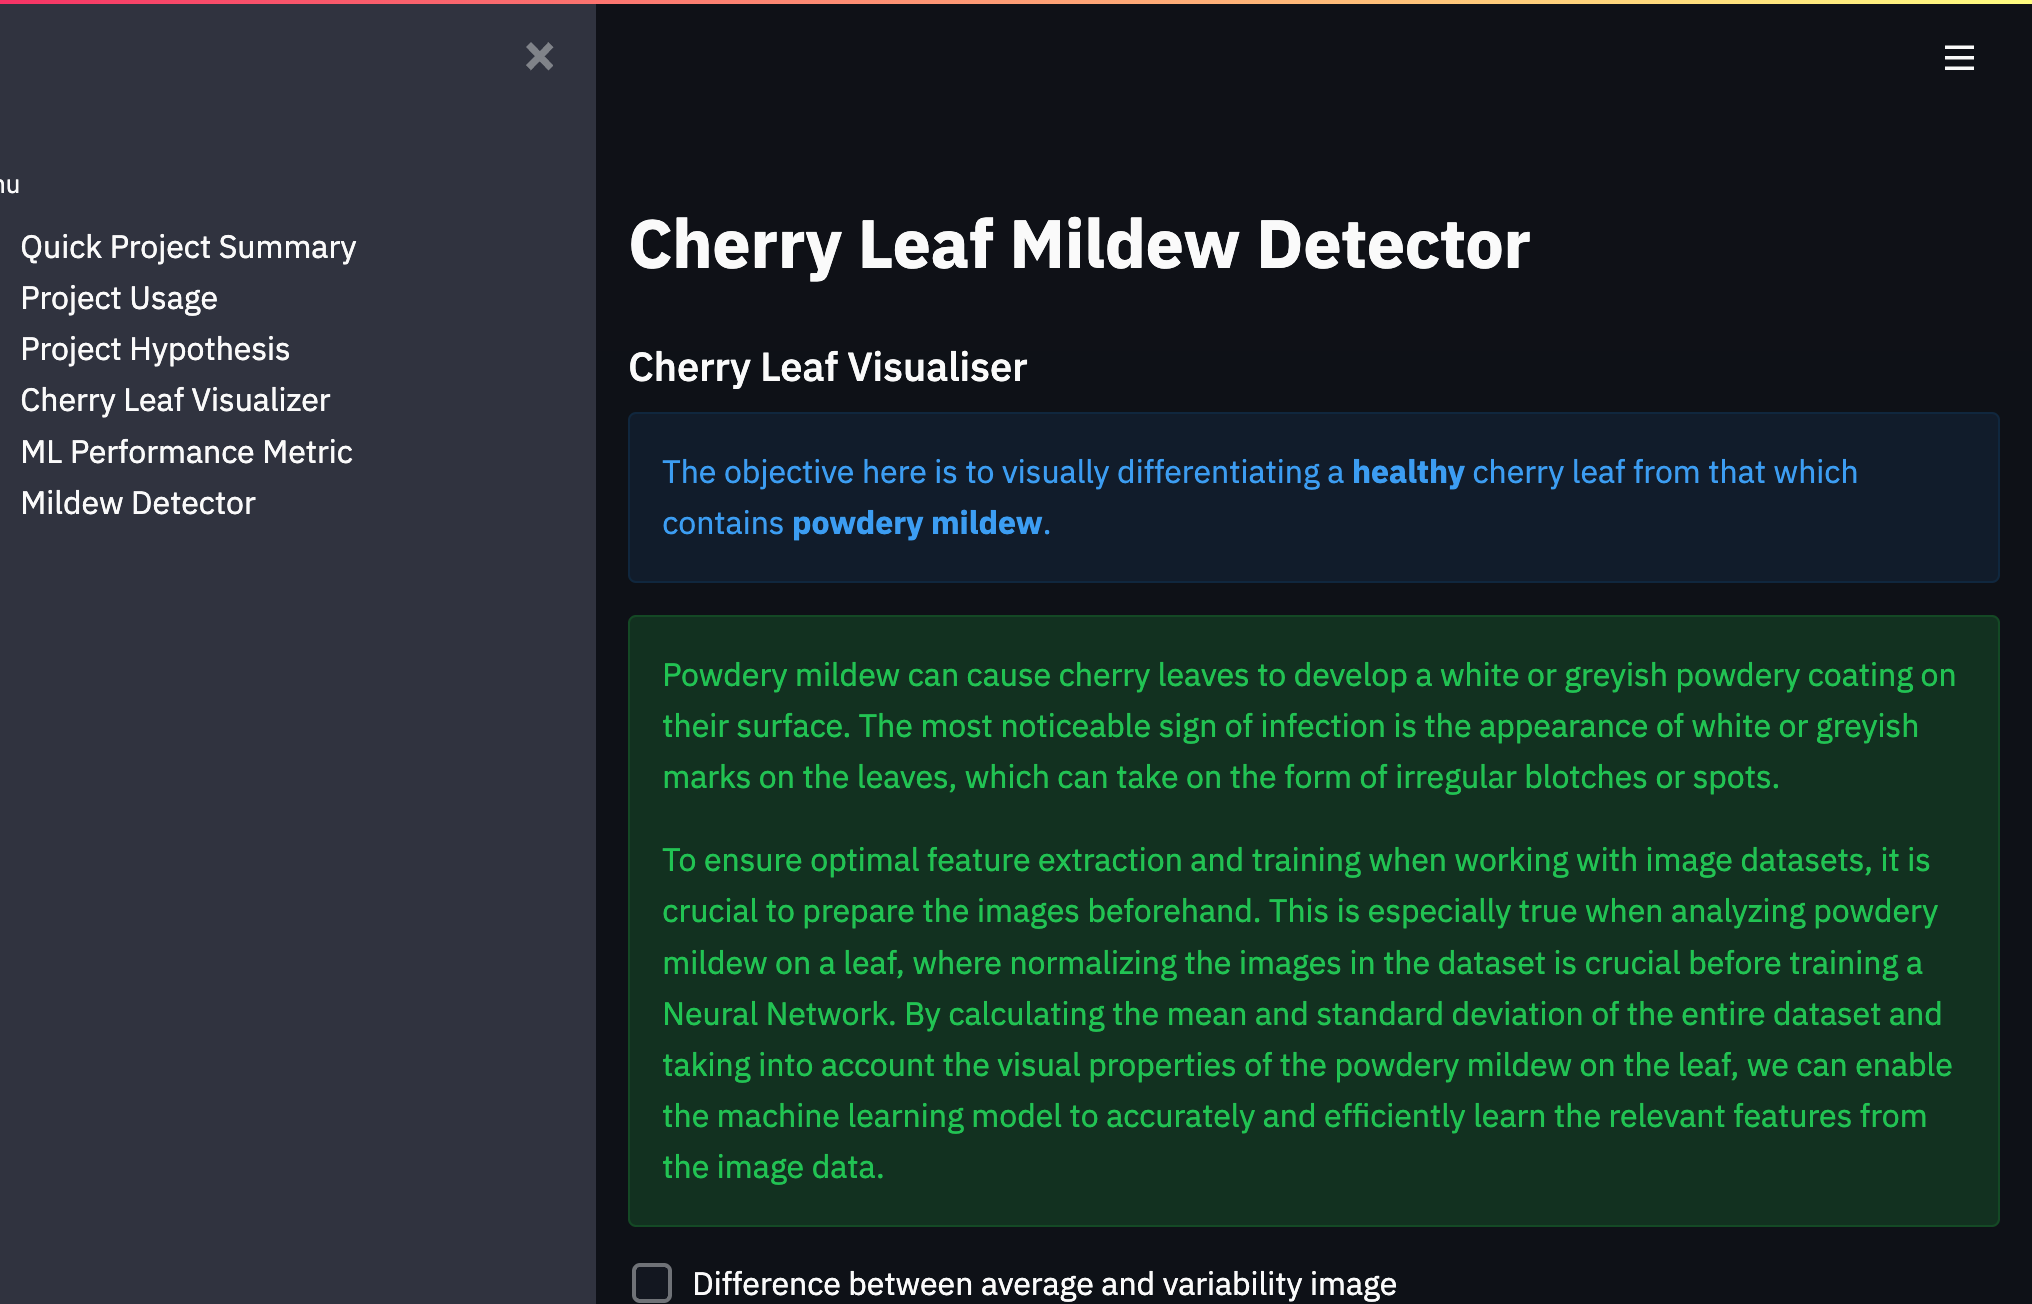 nu
Quick Project Summary
Project Usage
Project Hypothesis
Cherry Leaf Visualizer
ML Performance Metric
Mildew Detector
Cherry Leaf Mildew Detector
Cherry Leaf Visualiser
The objective here is to visually differentiating a healthy cherry leaf from that which
contains powdery mildew.
Powdery mildew can cause cherry leaves to develop a white or greyish powdery coating on
their surface. The most noticeable sign of infection is the appearance of white or greyish
marks on the leaves, which can take on the form of irregular blotches or spots.
To ensure optimal feature extraction and training when working with image datasets, it is
crucial to prepare the images beforehand. This is especially true when analyzing powdery
mildew on a leaf, where normalizing the images in the dataset is crucial before training a
Neural Network. By calculating the mean and standard deviation of the entire dataset and
taking into account the visual properties of the powdery mildew on the leaf, we can enable
the machine learning model to accurately and efficiently learn the relevant features from
the image data.
Difference between average and variability image